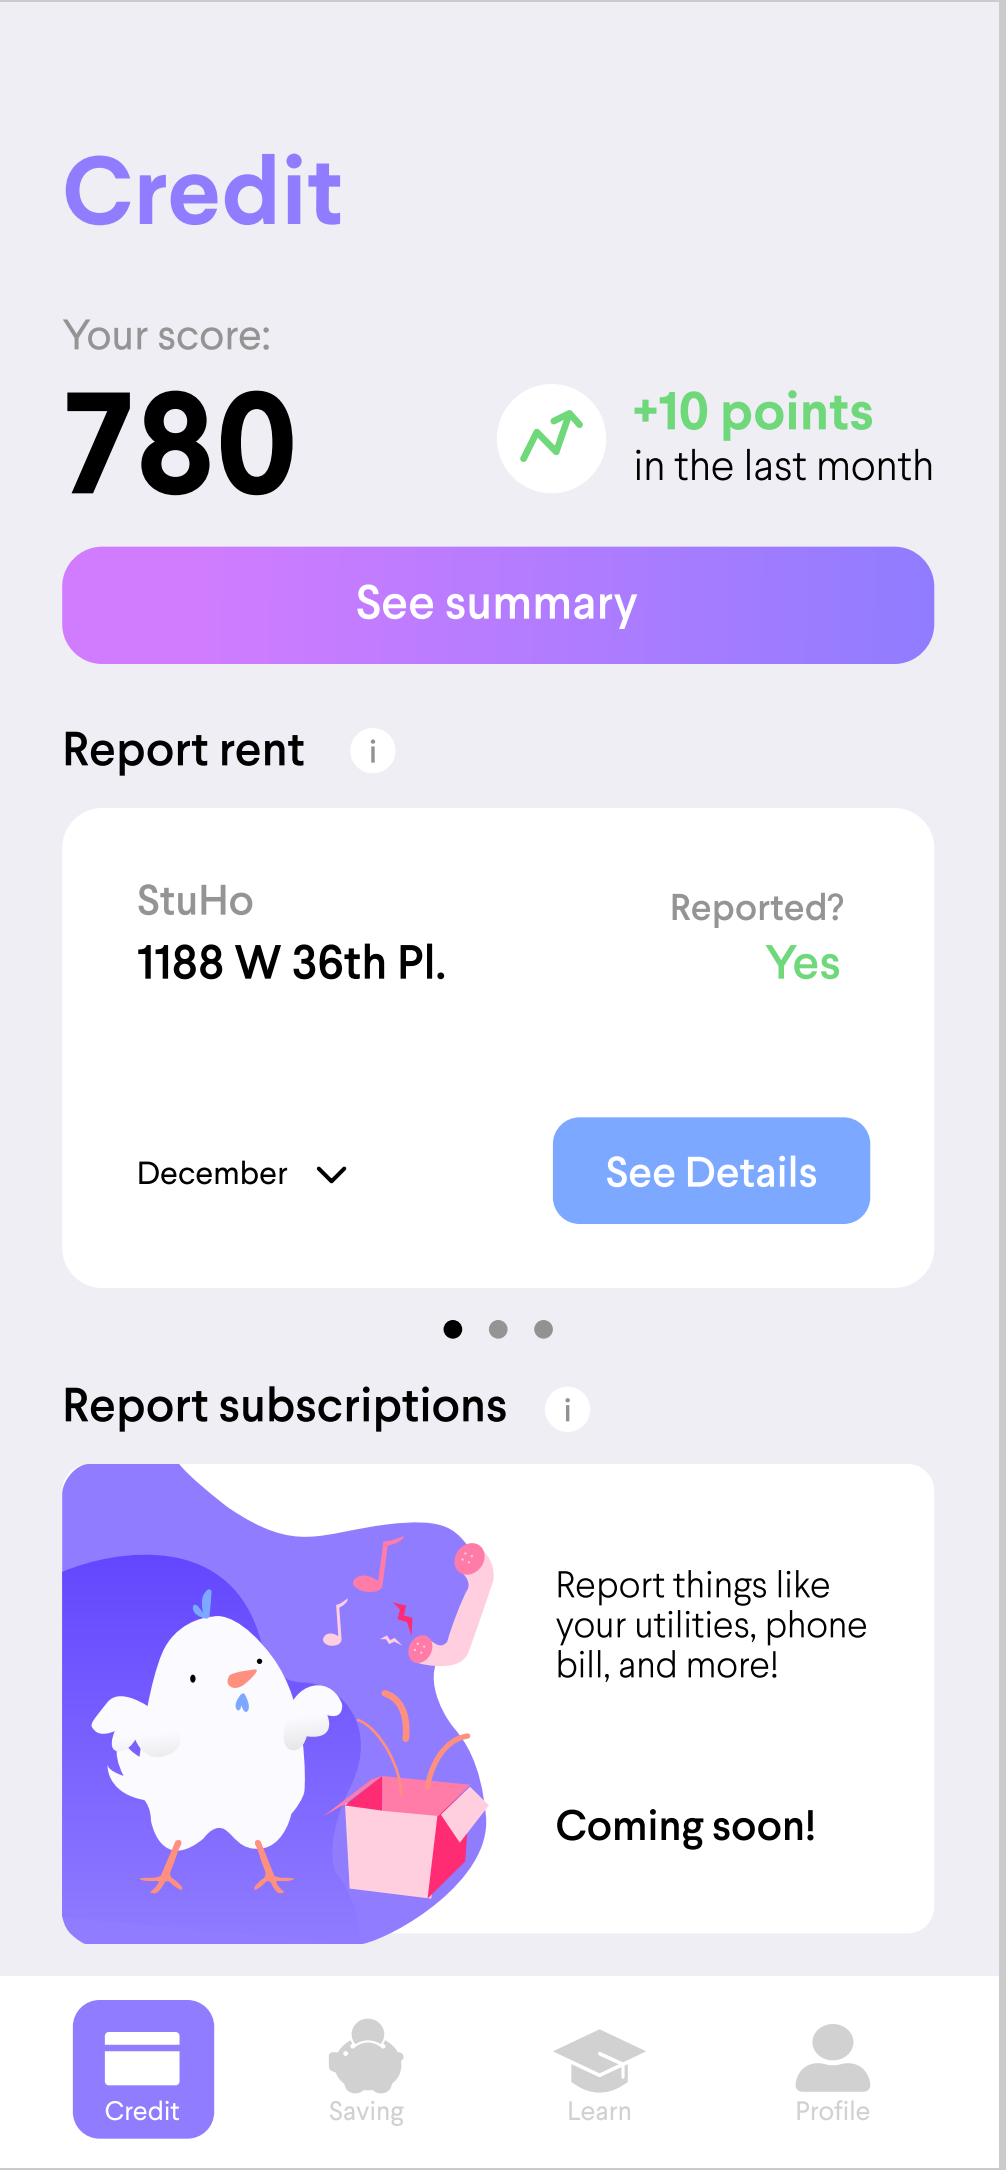 Credit
Your score:
780
+10 points
in the last month
See summary
Report rent
i
StuHo
1188 W 36th Pl.
Reported?
Yes
December
See Details
Report subscriptions
i
Report things like
your utilities, phone
bill, and more!
Coming soon!
Credit
Saving
Learn
Profile